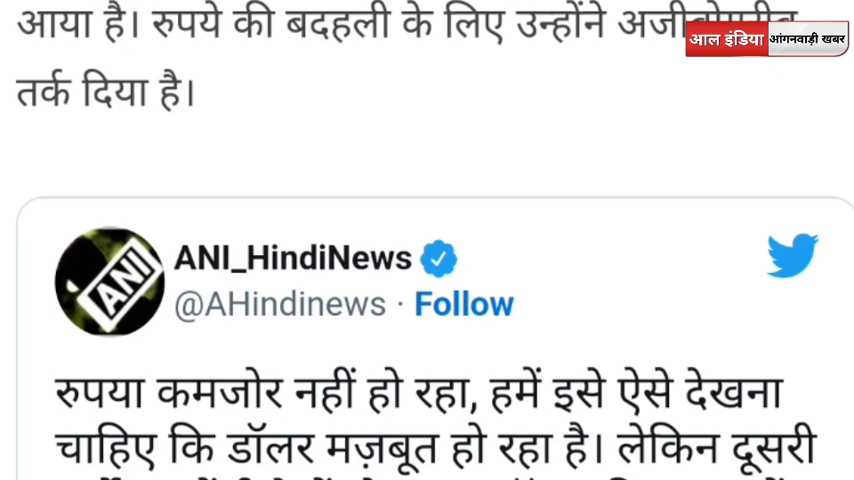 आया है। रुपये की बदहली के लिए उन्होंने
आल इंडिया आंगनवाड़ी खबर
तर्क दिया है।
ANI
ANI_HindiNews
@AHindinews · Follow
रुपया कमजोर नहीं हो रहा, हमें इसे ऐसे देखना
चाहिए कि डॉलर मज़बूत हो रहा है। लेकिन दूसरी